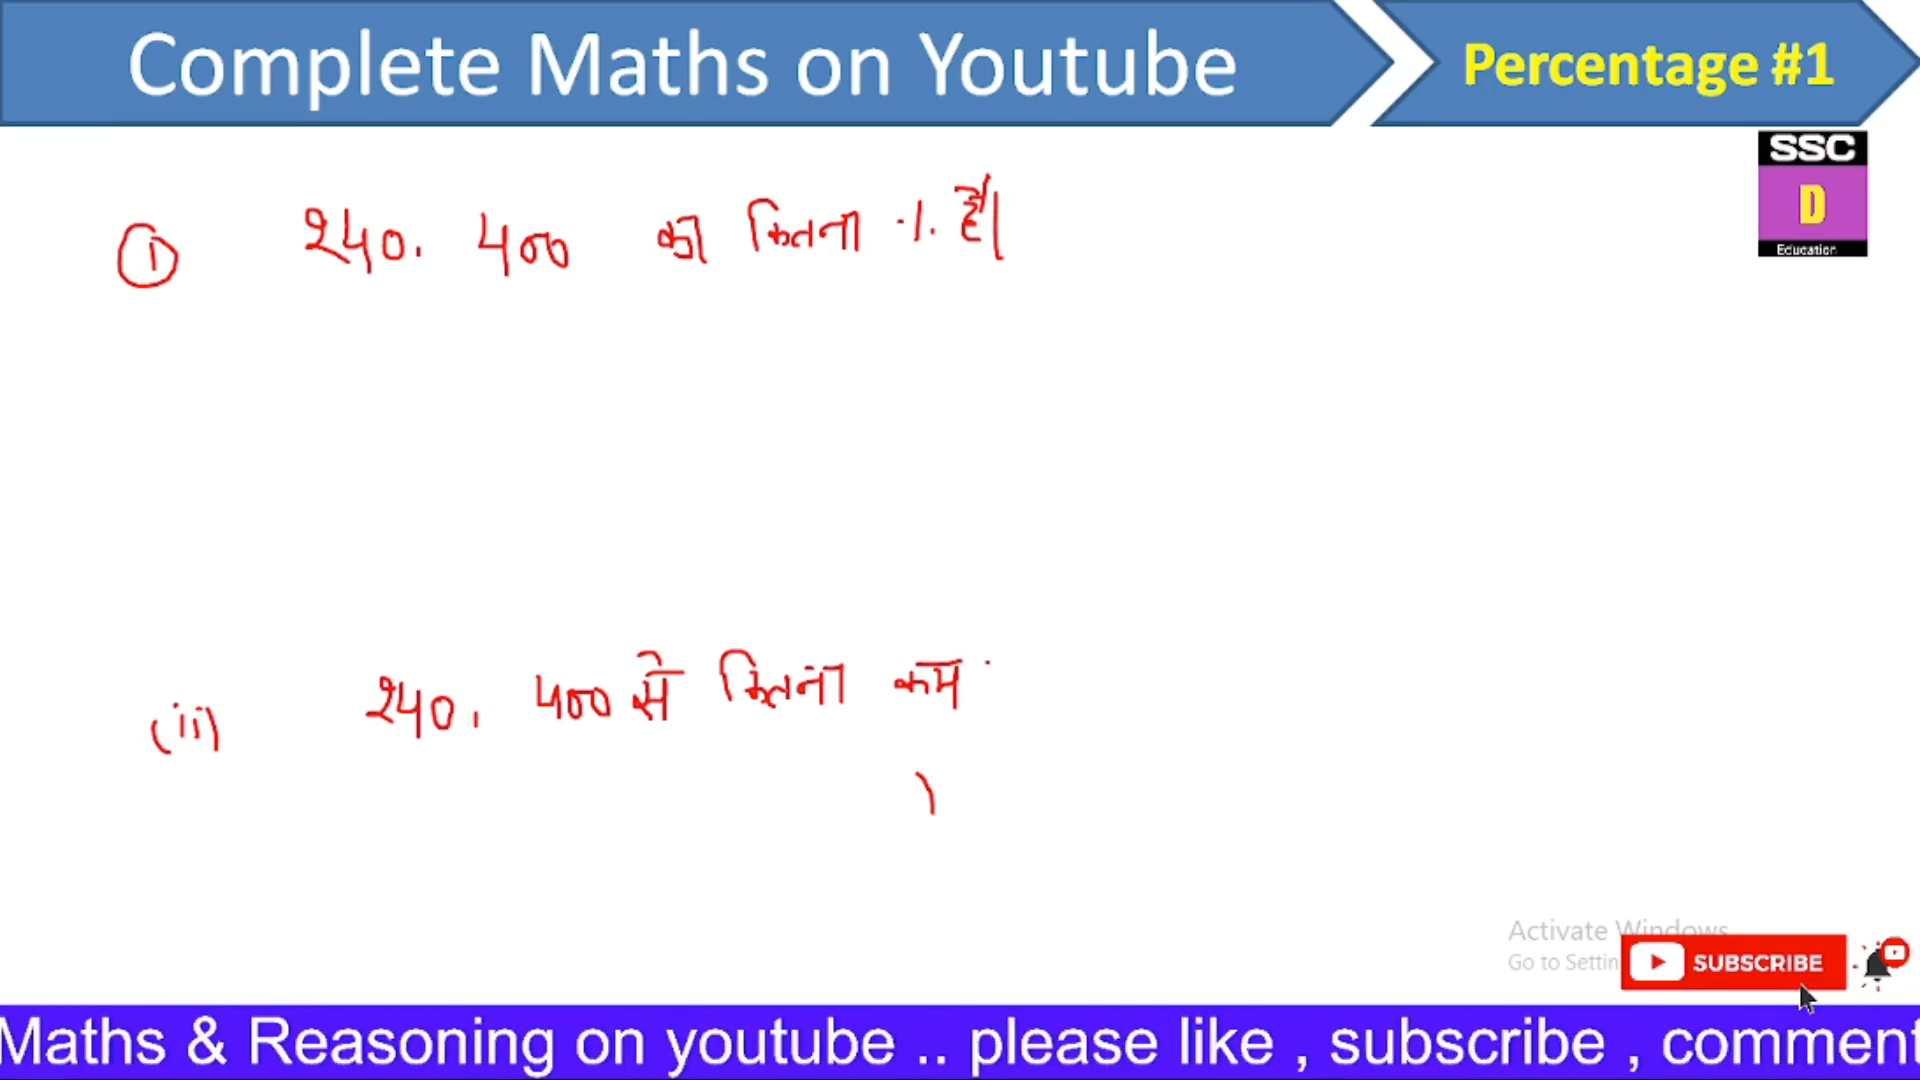 Complete Maths on Youtube
Percentage #1
SSC
D
Education
① 240, 400 का कितना % है।
(ii) 240, 400 से कितना कम
Activate Windows
Go to Settin
SUBSCRIBE
Maths & Reasoning on youtube .. please like , subscribe , comment